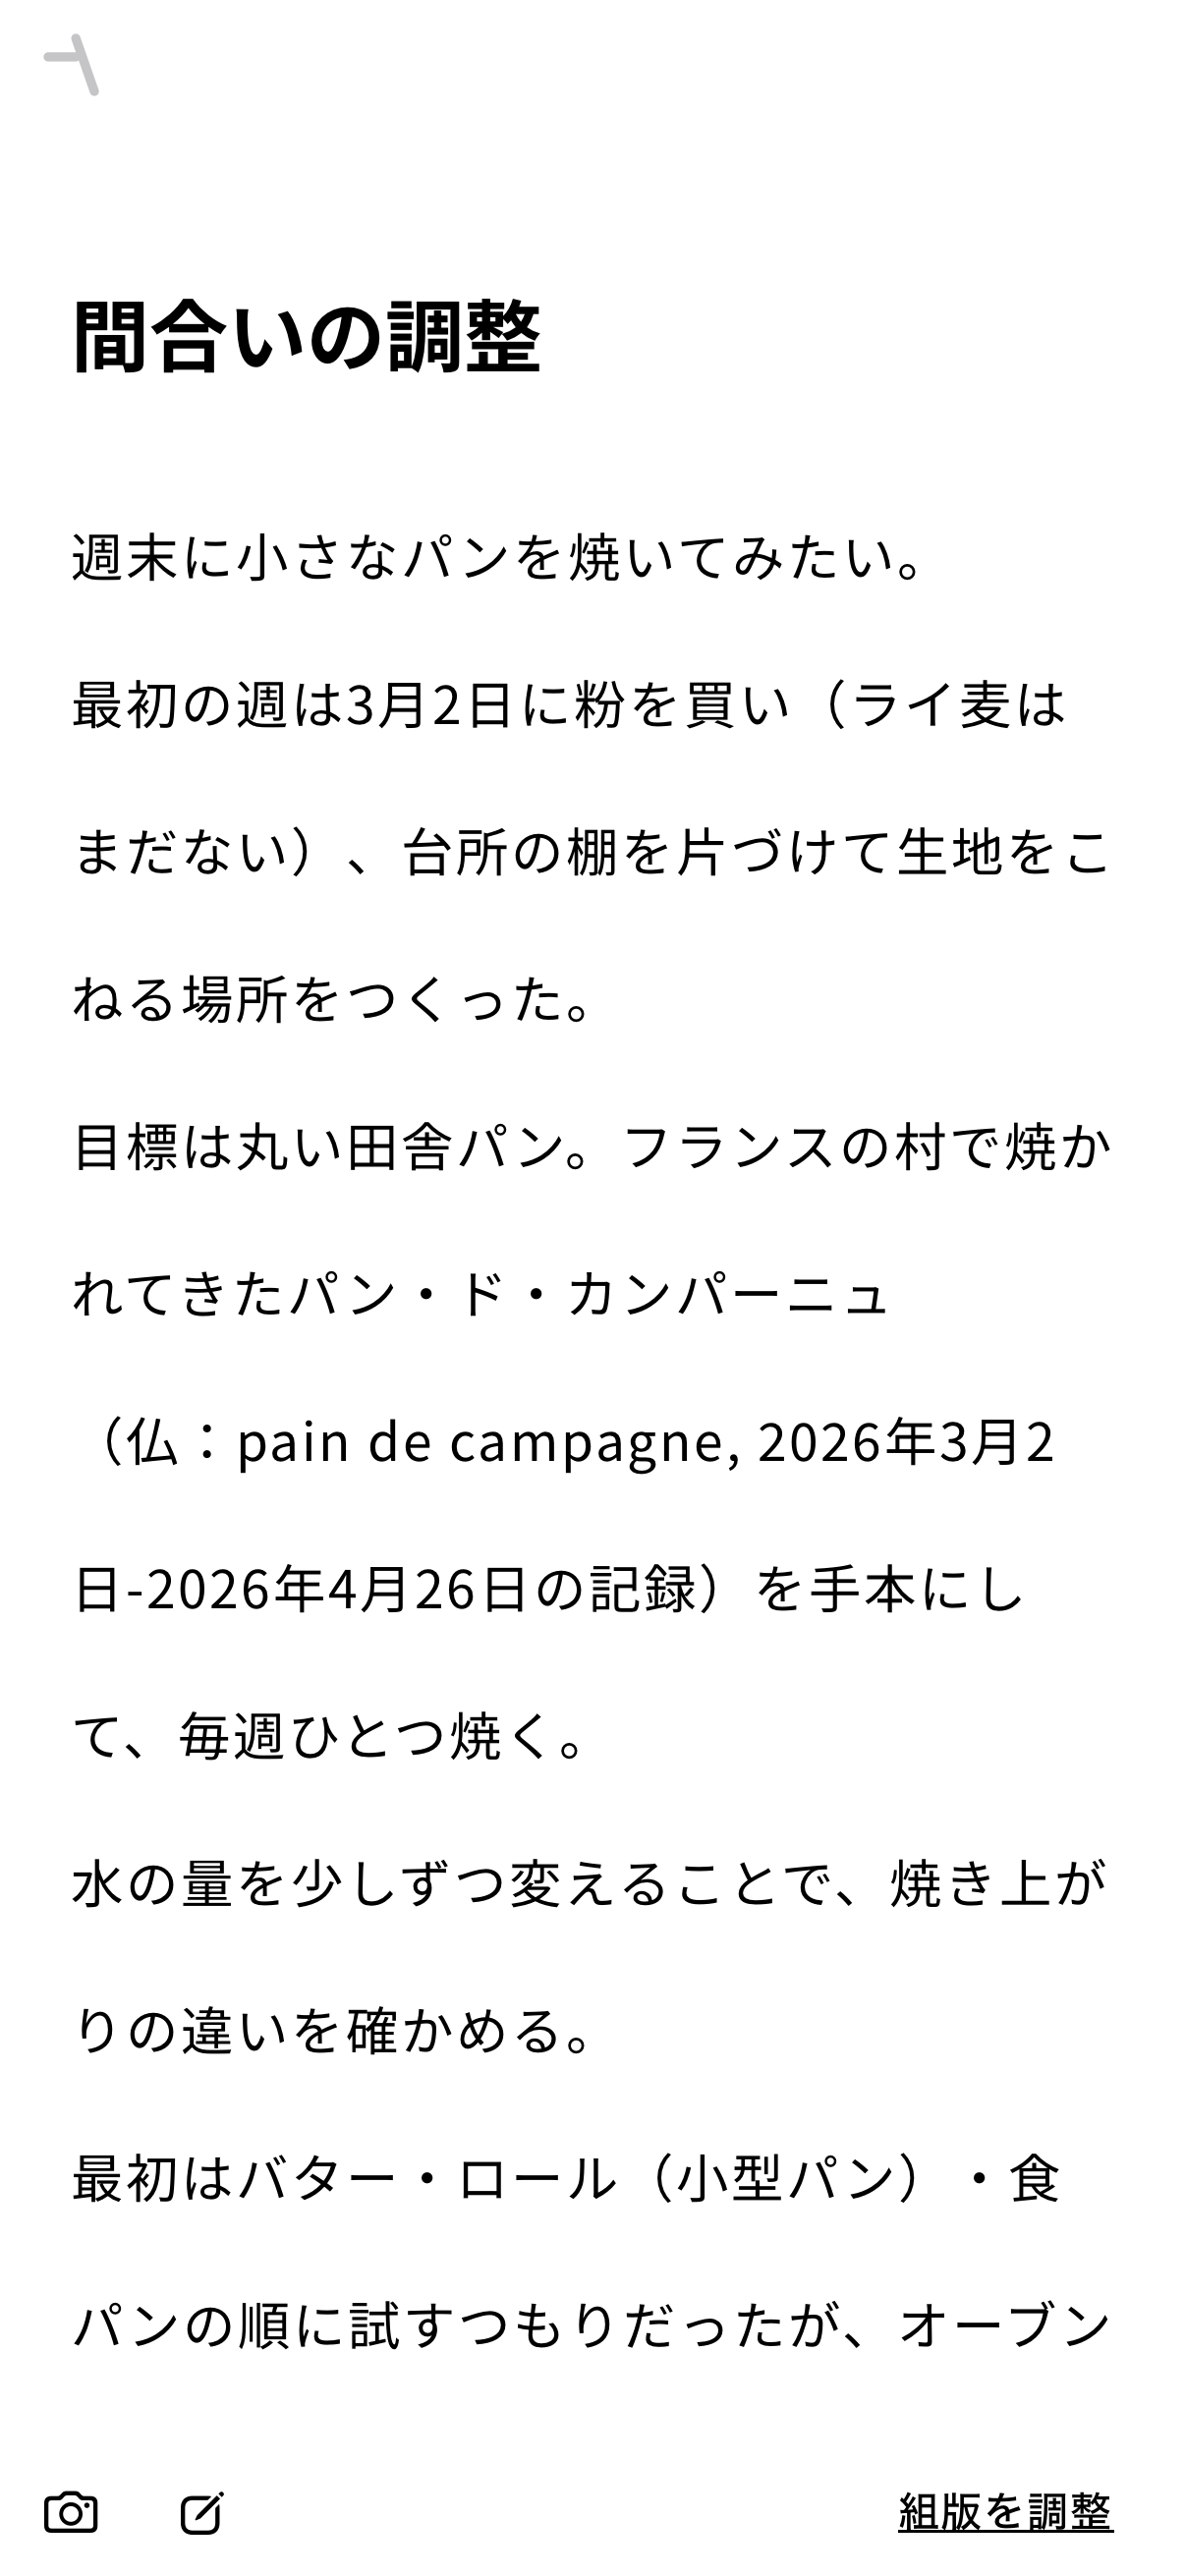 間合いの調整
週末に小さなパンを焼いてみたい。
最初の週は3月2日に粉を買い（ライ麦は
まだない）、台所の棚を片づけて生地をこ
ねる場所をつくった。
目標は丸い田舎パン。フランスの村で焼か
れてきたパン・ド・カンパーニュ
（仏：pain de campagne, 2026年3月2
日-2026年4月26日の記録）を手本にし
て、毎週ひとつ焼く。
水の量を少しずつ変えることで、焼き上が
りの違いを確かめる。
最初はバター・ロール（小型パン）・食
パンの順に試すつもりだったが、オーブン
組版を調整